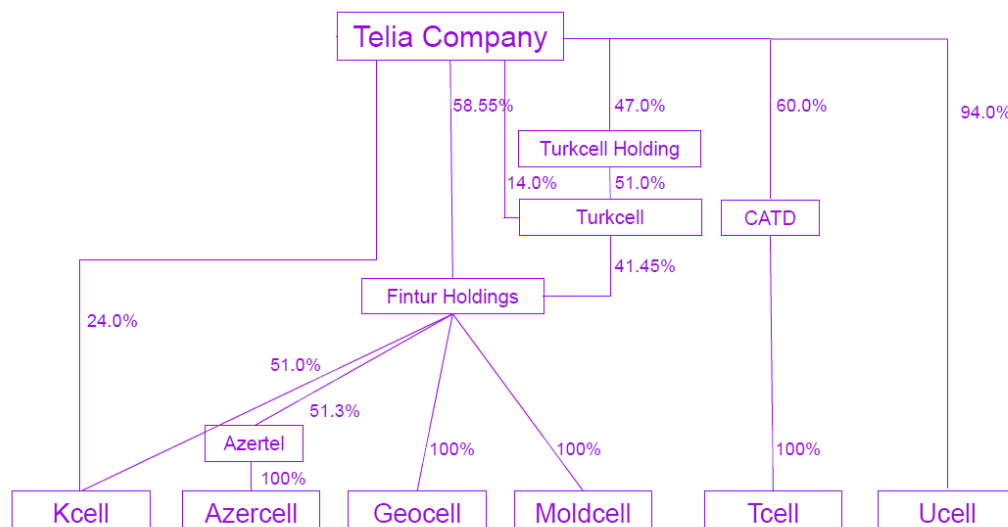 Telia Company
58.55%
47.0%
60.0%
94.0%
Turkcell Holding
14.0%
51.0%
Turkcell
CATD
41.45%
Fintur Holdings
24.0%
51.0%
51.3%
Azertel
100%
100%
100%
100%
Kcell
Azercell
Geocell
Moldcell
Tcell
Ucell